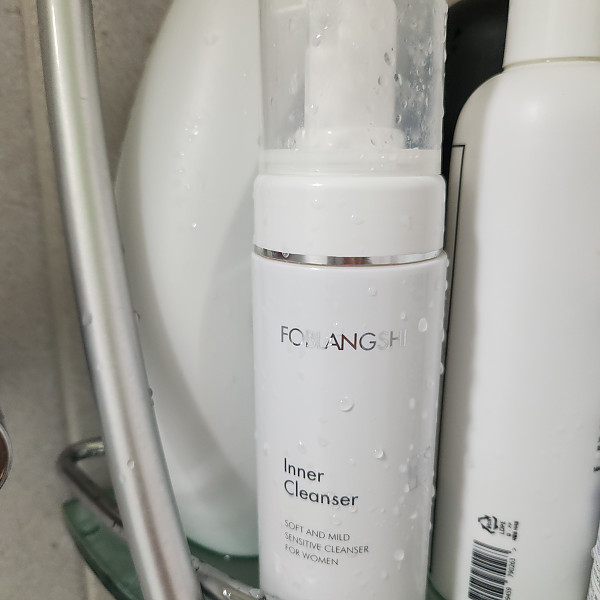 FORLANGSHI
Inner
Cleanser
SOFT AND MILD
SENSITIVE CLEANSER
FOR WOMEN